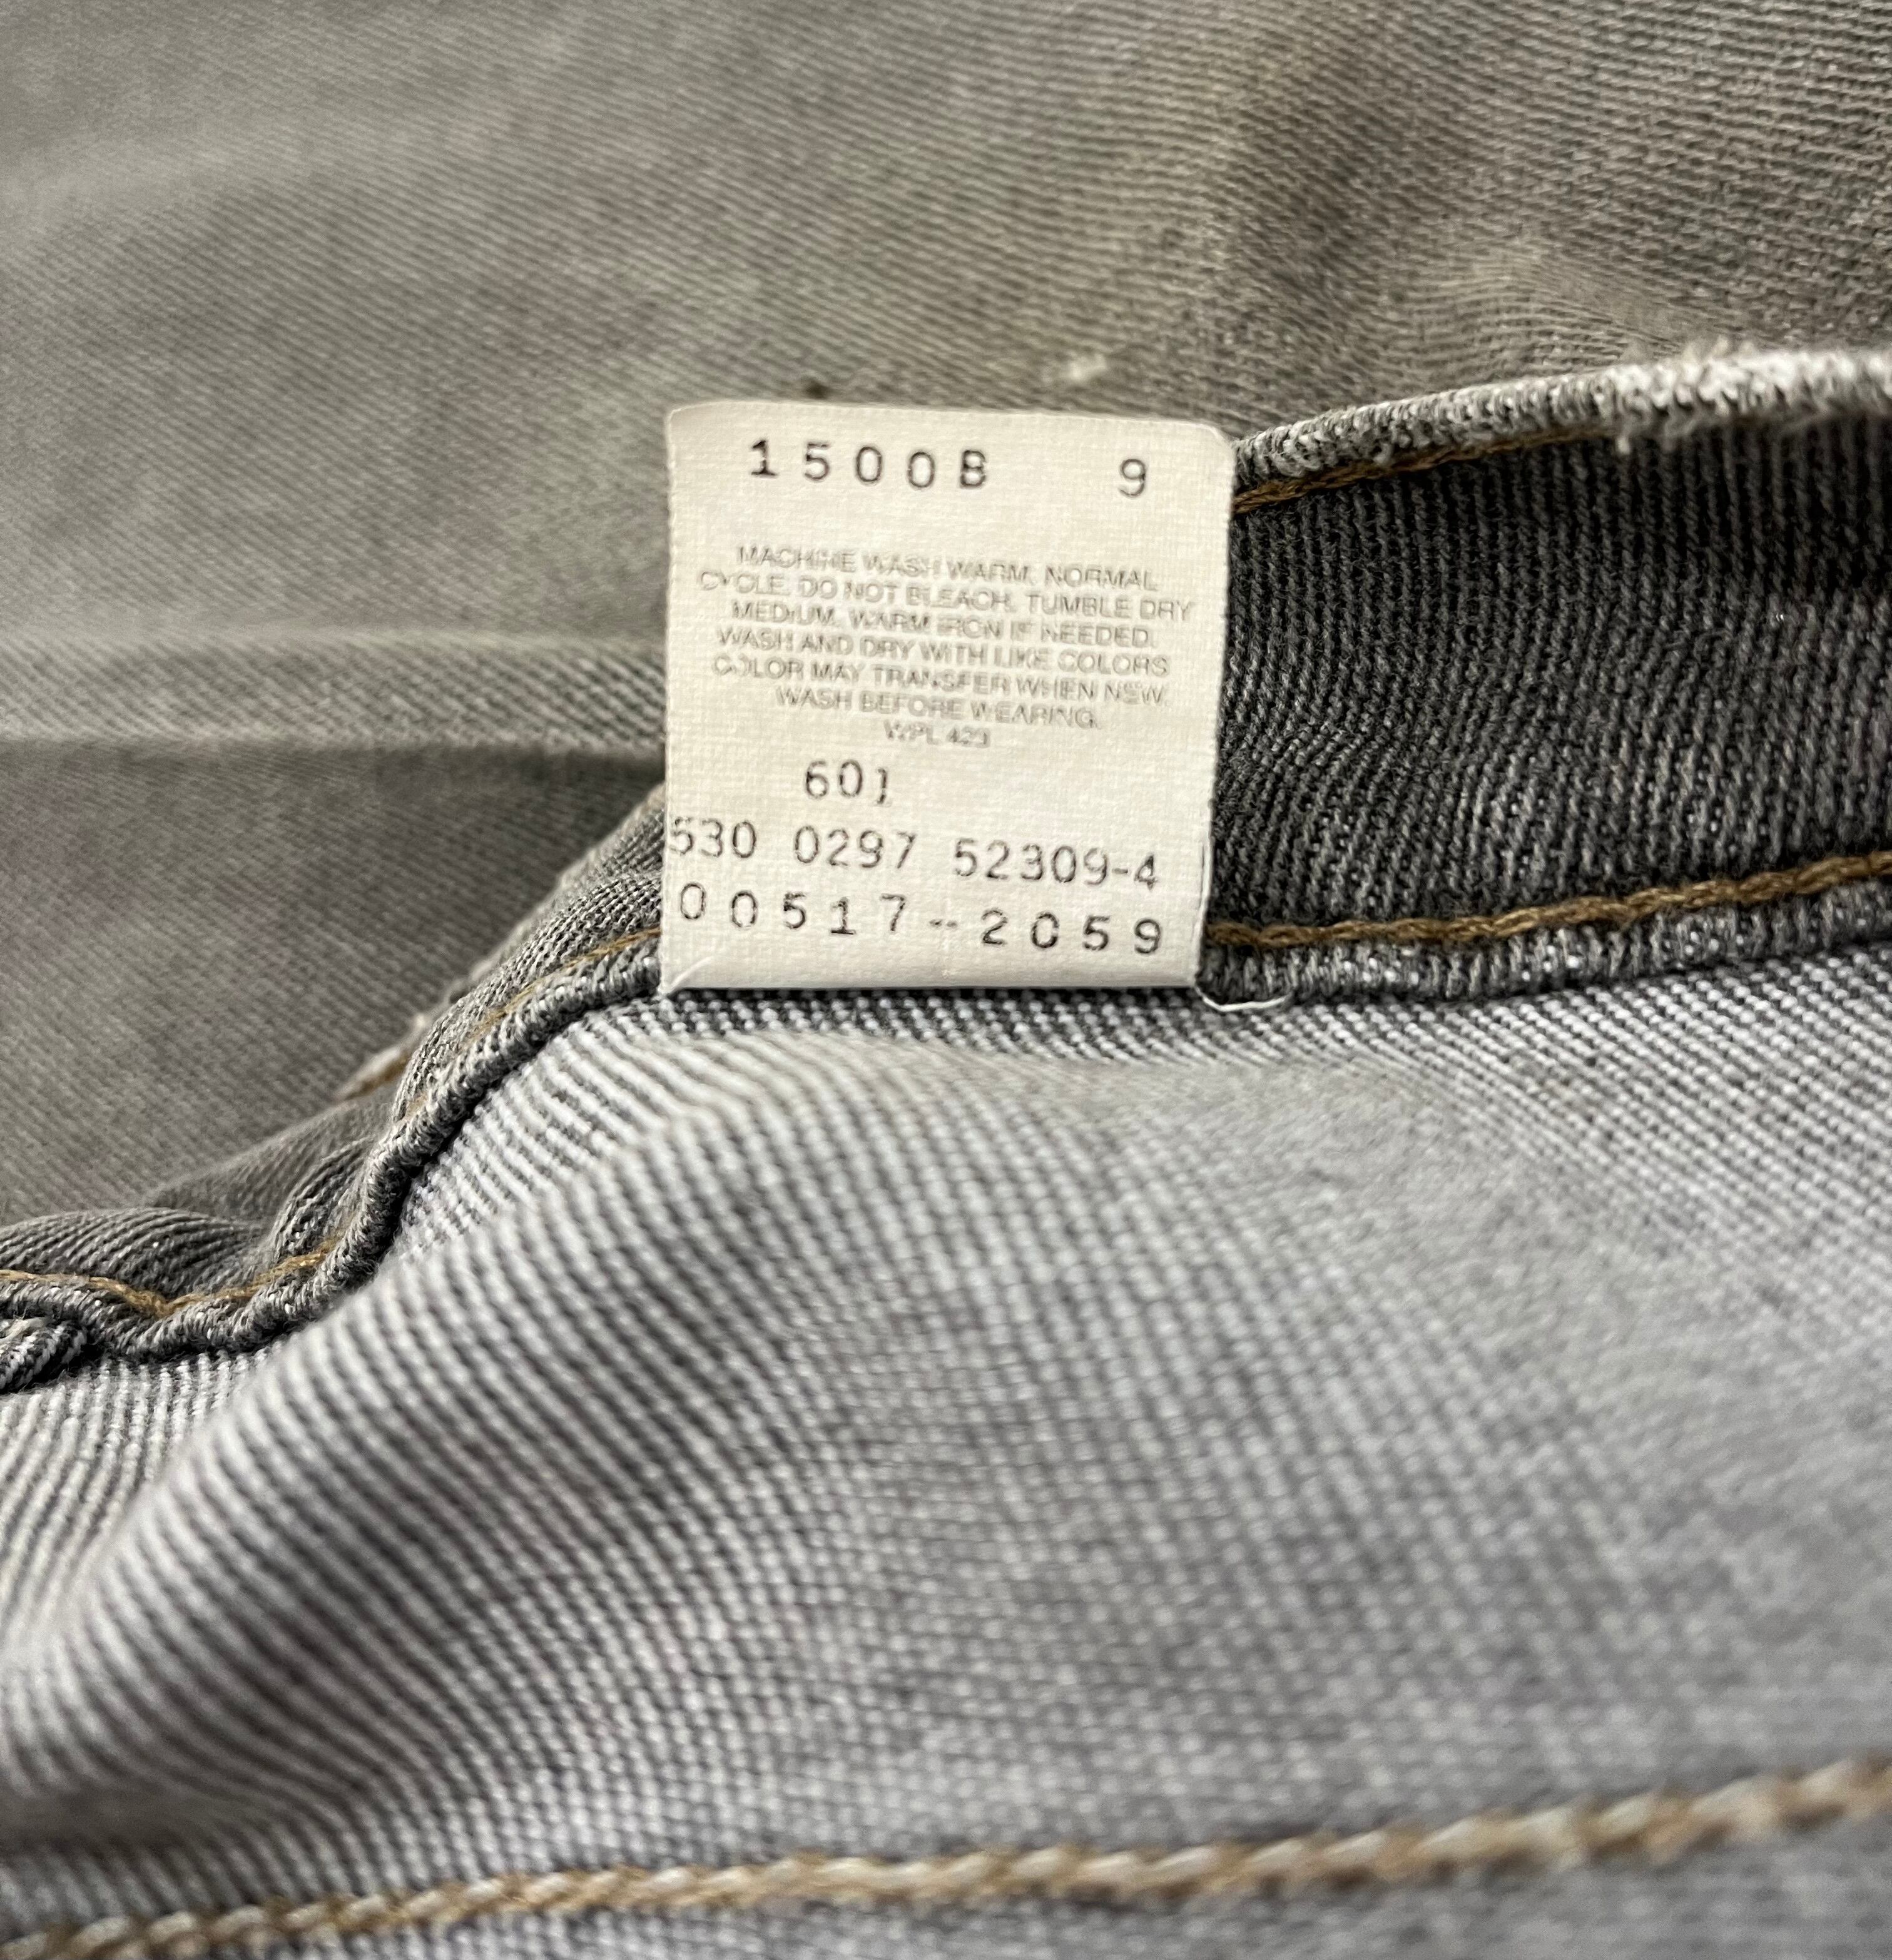 1500B 9
MACHINE WASH WARM, NORMAL
CYCLE. DO NOT BLEACH. TUMBLE DRY
MEDIUM. WARM IRON IF NEEDED.
WASH AND DRY WITH LIKE COLORS
COLOR MAY TRANSFER WHEN NEW.
WASH BEFORE WEARING.
WPL 423
601
530 0297 52309-4
00517-2059